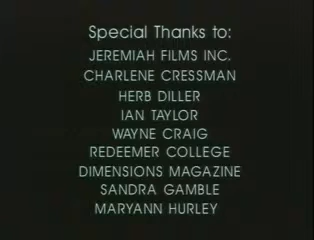 Special Thanks to:
JEREMIAH FILMS INC.
CHARLENE CRESSMAN
HERB DILLER
IAN TAYLOR
WAYNE CRAIG
REDEEMER COLLEGE
DIMENSIONS MAGAZINE
SANDRA GAMBLE
MARYANN HURLEY